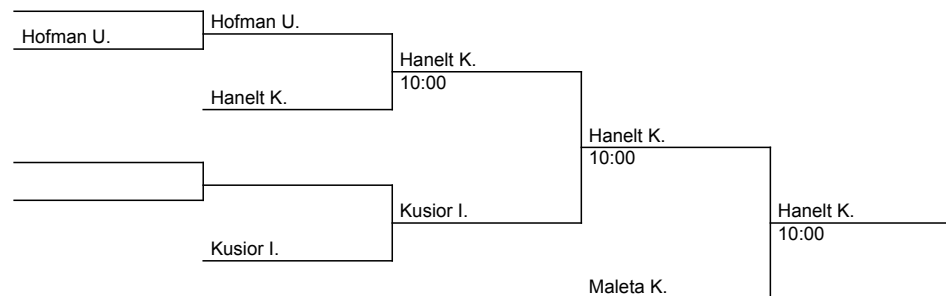 Hofman U.
Hofman U.
Hanelt K.
10:00
Hanelt K.
Hanelt K.
10:00
Kusior I.
Hanelt K.
10:00
Kusior I.
Maleta K.